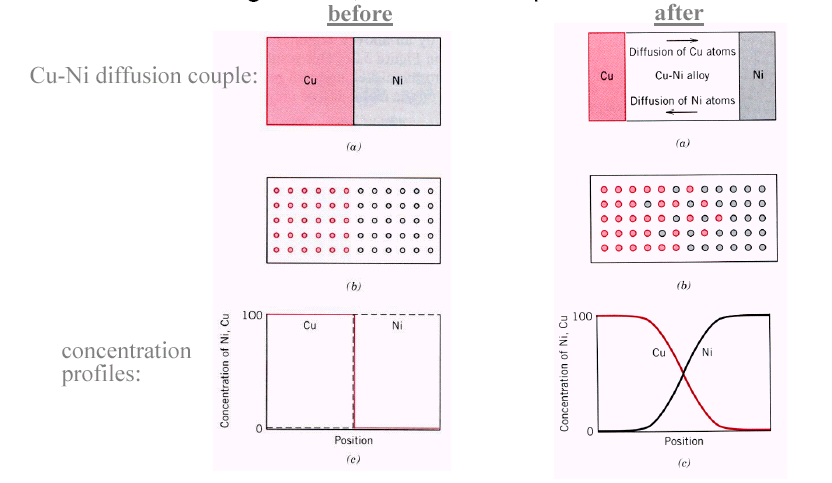 before
after
Cu-Ni diffusion couple:
Cu
Ni
(a)
Cu
Diffusion of Cu atoms
Cu-Ni alloy
Diffusion of Ni atoms
Ni
(a)
(b)
(b)
concentration
profiles:
Concentration of Ni, Cu
100
0
Cu
Ni
Position
(c)
Concentration of Ni, Cu
100
0
Cu
Ni
Position
(c)